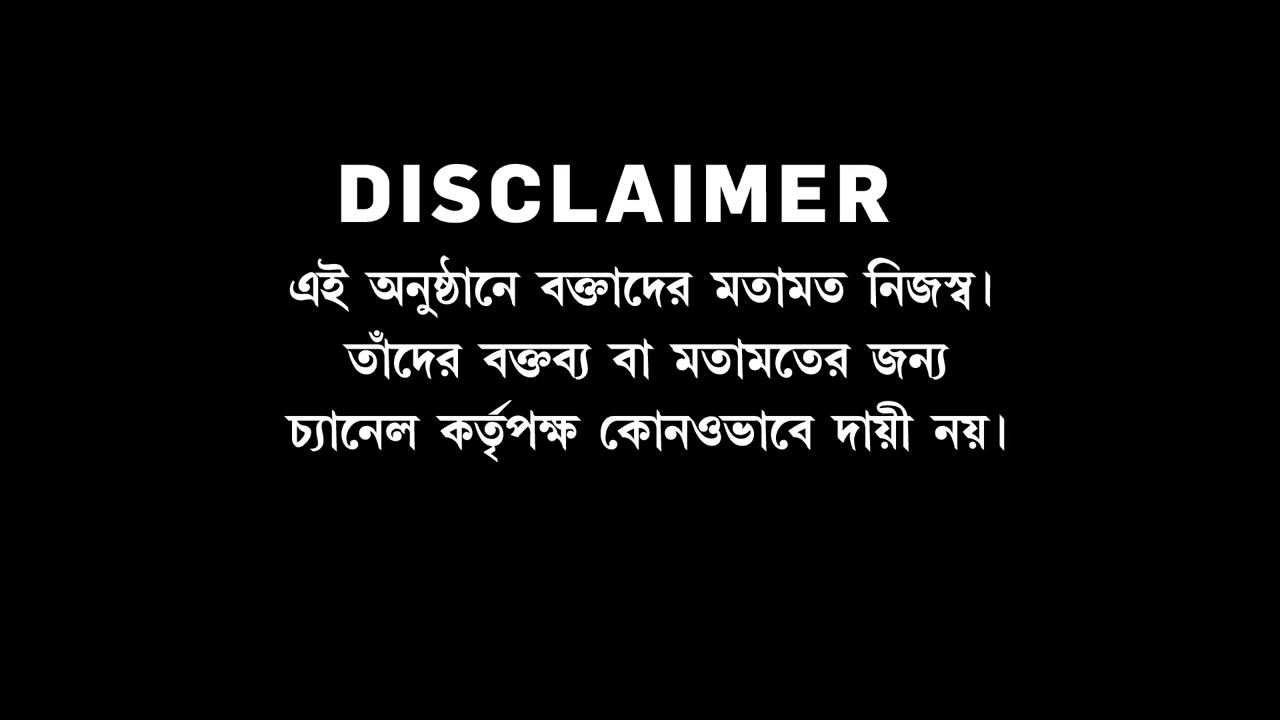 DISCLAIMER
এই অনুষ্ঠানে বক্তাদের মতামত নিজস্ব।
তাঁদের বক্তব্য বা মতামতের জন্য
চ্যানেল কর্তৃপক্ষ কোনওভাবে দায়ী নয়।